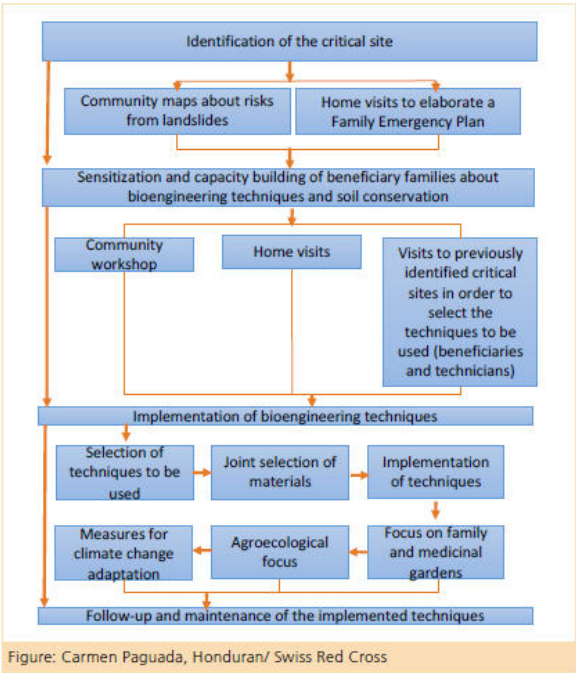 Identification of the critical site
Community maps about risks
from landslides
Home visits to elaborate a
Family Emergency Plan
Sensitization and capacity building of beneficiary families about
bioengineering techniques and soil conservation
Community
workshop
Home visits
Visits to previously
identified critical
sites in order to
select the
techniques to be
used (beneficiaries
and technicians)
Implementation of bioengineering techniques
Selection of
techniques to be
used
Joint selection of
materials
Implementation
of techniques
Measures for
climate change
adaptation
Agroecological
focus
Focus on family
and medicinal
gardens
Follow-up and maintenance of the implemented techniques
Figure: Carmen Paguada, Honduran/ Swiss Red Cross